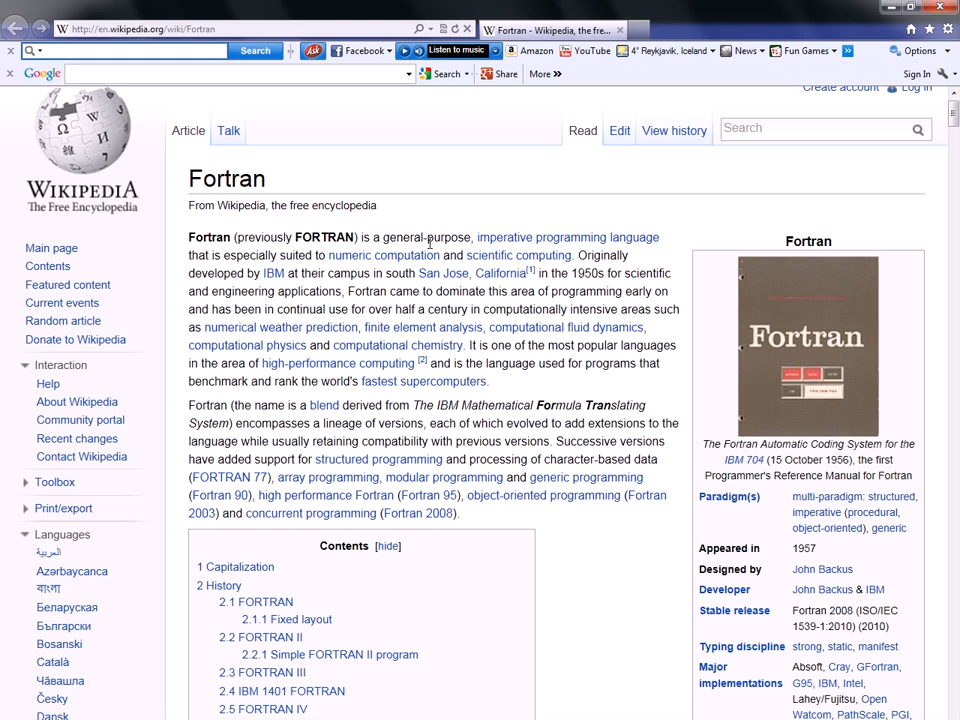 http://en.wikipedia.org/wiki/Fortran
Fortran - Wikipedia, the fre...
Search
Ask
Facebook
Listen to music
Amazon
YouTube
4° Reykjavik, Iceland
News
Fun Games
Options
Google
Search
Share
More »
Sign In
Create account
Log in
Article
Talk
Read
Edit
View history
Search
WIKIPEDIA
The Free Encyclopedia
Main page
Contents
Featured content
Current events
Random article
Donate to Wikipedia
Interaction
Help
About Wikipedia
Community portal
Recent changes
Contact Wikipedia
Toolbox
Print/export
Languages
العربية
Azərbaycanca
বাংলা
Беларуская
Български
Bosanski
Català
Чӑвашла
Česky
Dansk
Fortran
From Wikipedia, the free encyclopedia
Fortran (previously FORTRAN) is a general-purpose, imperative programming language
that is especially suited to numeric computation and scientific computing. Originally
developed by IBM at their campus in south San Jose, California[1] in the 1950s for scientific
and engineering applications, Fortran came to dominate this area of programming early on
and has been in continual use for over half a century in computationally intensive areas such
as numerical weather prediction, finite element analysis, computational fluid dynamics,
computational physics and computational chemistry. It is one of the most popular languages
in the area of high-performance computing [2] and is the language used for programs that
benchmark and rank the world's fastest supercomputers.
Fortran (the name is a blend derived from The IBM Mathematical Formula Translating
System) encompasses a lineage of versions, each of which evolved to add extensions to the
language while usually retaining compatibility with previous versions. Successive versions
have added support for structured programming and processing of character-based data
(FORTRAN 77), array programming, modular programming and generic programming
(Fortran 90), high performance Fortran (Fortran 95), object-oriented programming (Fortran
2003) and concurrent programming (Fortran 2008).
Contents [hide]
1 Capitalization
2 History
2.1 FORTRAN
2.1.1 Fixed layout
2.2 FORTRAN II
2.2.1 Simple FORTRAN II program
2.3 FORTRAN III
2.4 IBM 1401 FORTRAN
2.5 FORTRAN IV
Fortran
Fortran
The Fortran Automatic Coding System for the
IBM 704 (15 October 1956), the first
Programmer's Reference Manual for Fortran
Paradigm(s) multi-paradigm: structured,
imperative (procedural,
object-oriented), generic
Appeared in 1957
Designed by John Backus
Developer John Backus & IBM
Stable release Fortran 2008 (ISO/IEC
1539-1:2010) (2010)
Typing discipline strong, static, manifest
Major implementations Absoft, Cray, GFortran,
G95, IBM, Intel,
Lahey/Fujitsu, Open
Watcom, PathScale, PGI,